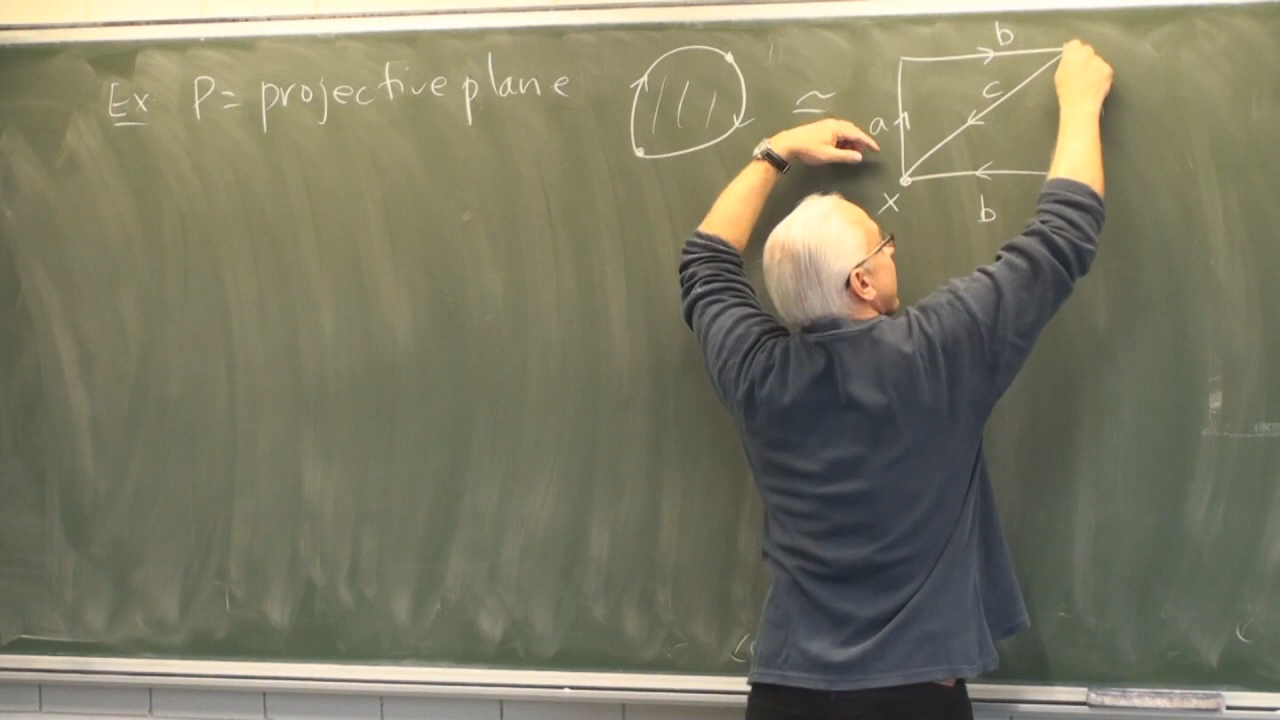 Ex P = projective plane
≃
b
c
a
x
b